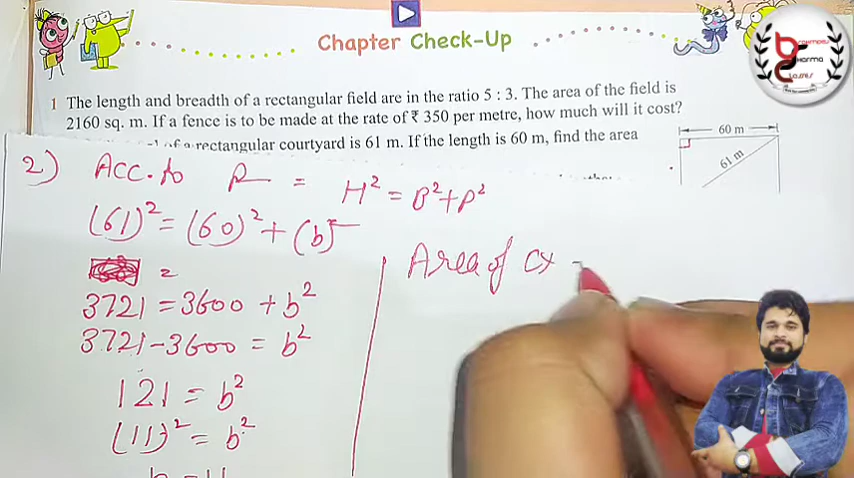 Chapter Check-Up
1 The length and breadth of a rectangular field are in the ratio 5 : 3. The area of the field is
2160 sq. m. If a fence is to be made at the rate of ₹ 350 per metre, how much will it cost?
of a rectangular courtyard is 61 m. If the length is 60 m, find the area
60 m
61 m
2) Acc. to R = H² = B² + P²
(61)² = (60)² + (b)²
2
3721 = 3600 + b²
3721 - 3600 = b²
121 = b²
(11)² = b²
Area of